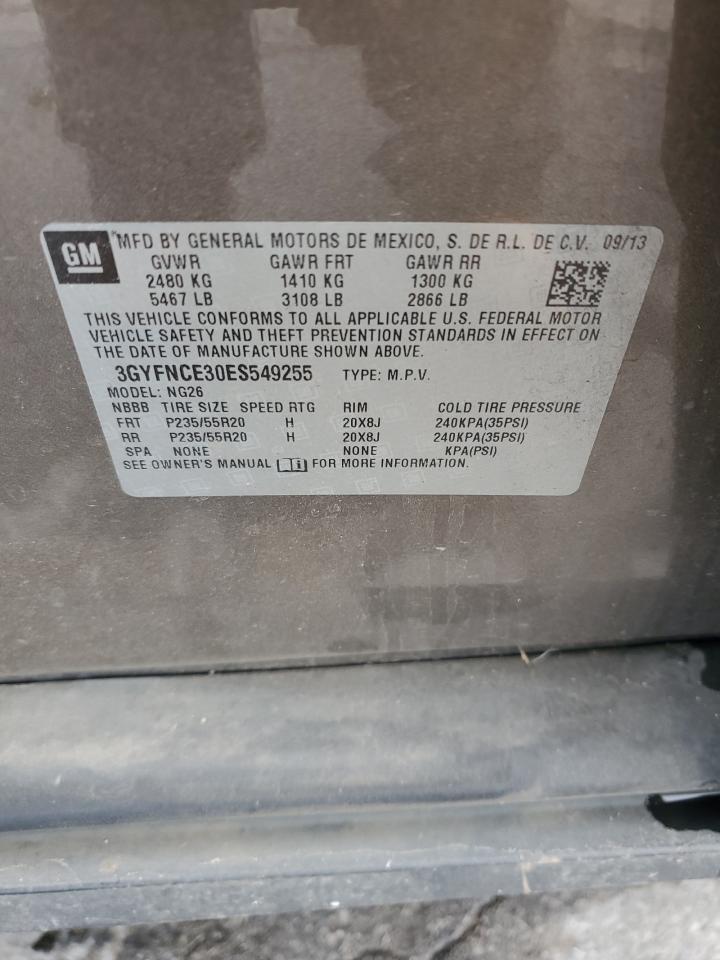 GM
MFD BY GENERAL MOTORS DE MEXICO, S. DE R.L. DE C.V. 09/13
GVWR GAWR FRT GAWR RR
2480 KG 1410 KG 1300 KG
5467 LB 3108 LB 2866 LB
THIS VEHICLE CONFORMS TO ALL APPLICABLE U.S. FEDERAL MOTOR
VEHICLE SAFETY AND THEFT PREVENTION STANDARDS IN EFFECT ON
THE DATE OF MANUFACTURE SHOWN ABOVE.
3GYFNCE30ES549255 TYPE: M.P.V.
MODEL: NG26
NBBB TIRE SIZE SPEED RTG RIM COLD TIRE PRESSURE
FRT P235/55R20 H 20X8J 240KPA(35PSI)
RR P235/55R20 H 20X8J 240KPA(35PSI)
SPA NONE NONE KPA(PSI)
SEE OWNER'S MANUAL FOR MORE INFORMATION.